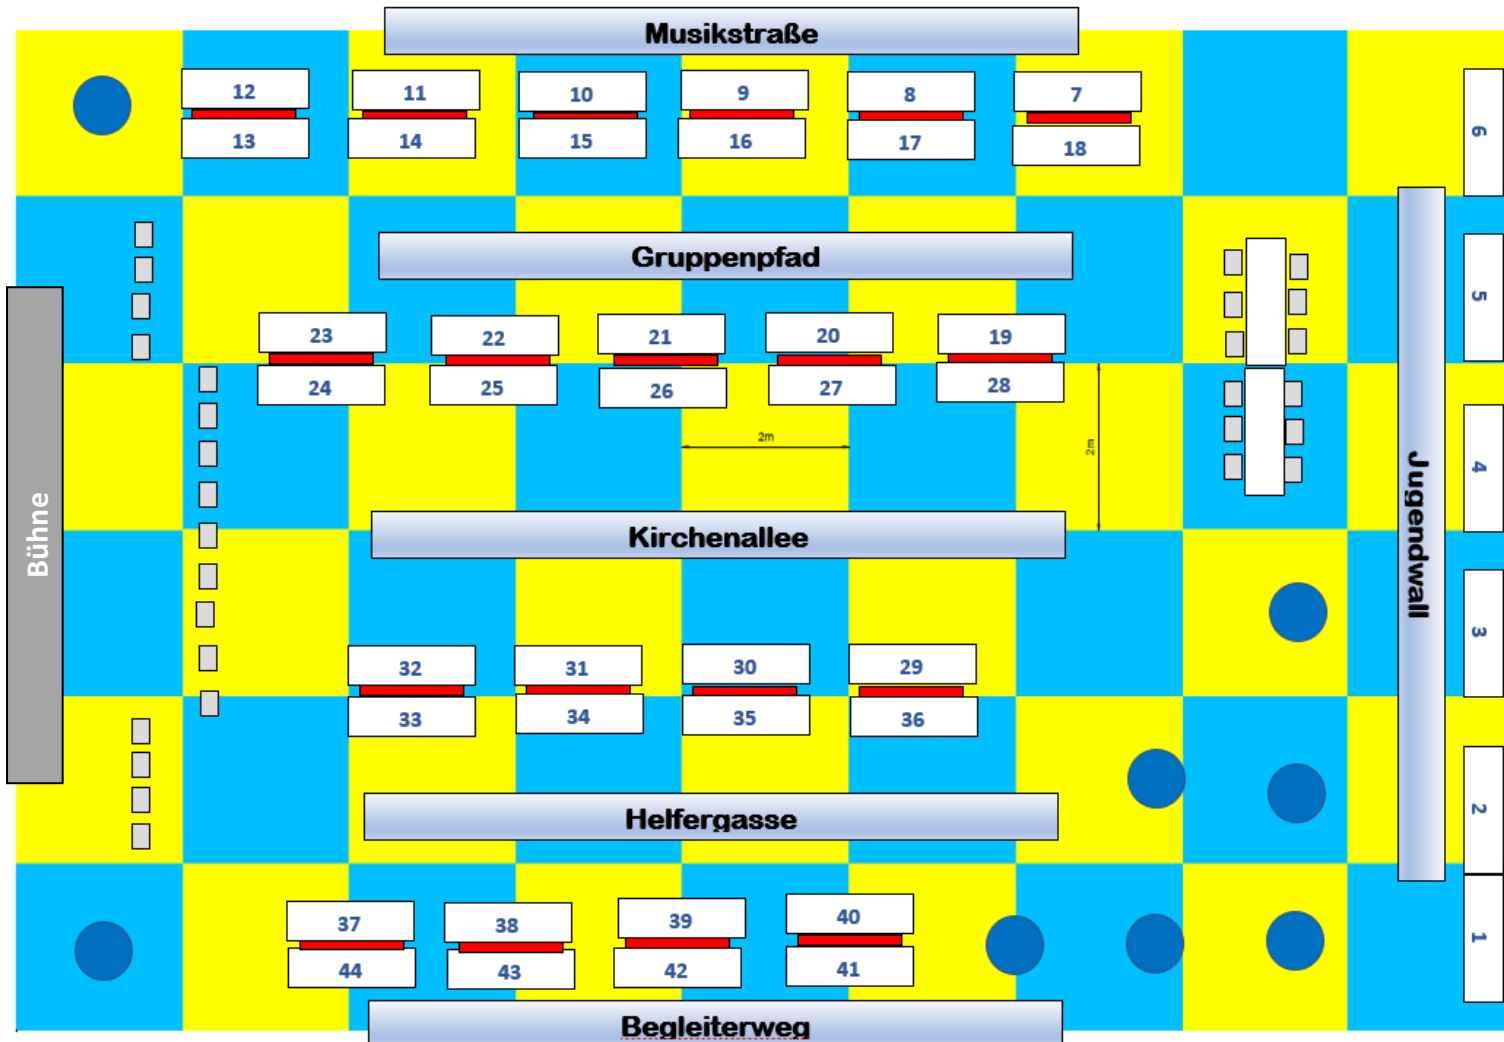 Musikstraße
12 11 10 9 8 7
13 14 15 16 17 18
6
Gruppenpfad
5
23 22 21 20 19
24 25 26 27 28
2m
2m
4
Jugendwall
Bühne
Kirchenallee
3
32 31 30 29
33 34 35 36
2
Helfergasse
37 38 39 40
44 43 42 41
1
Begleiterweg